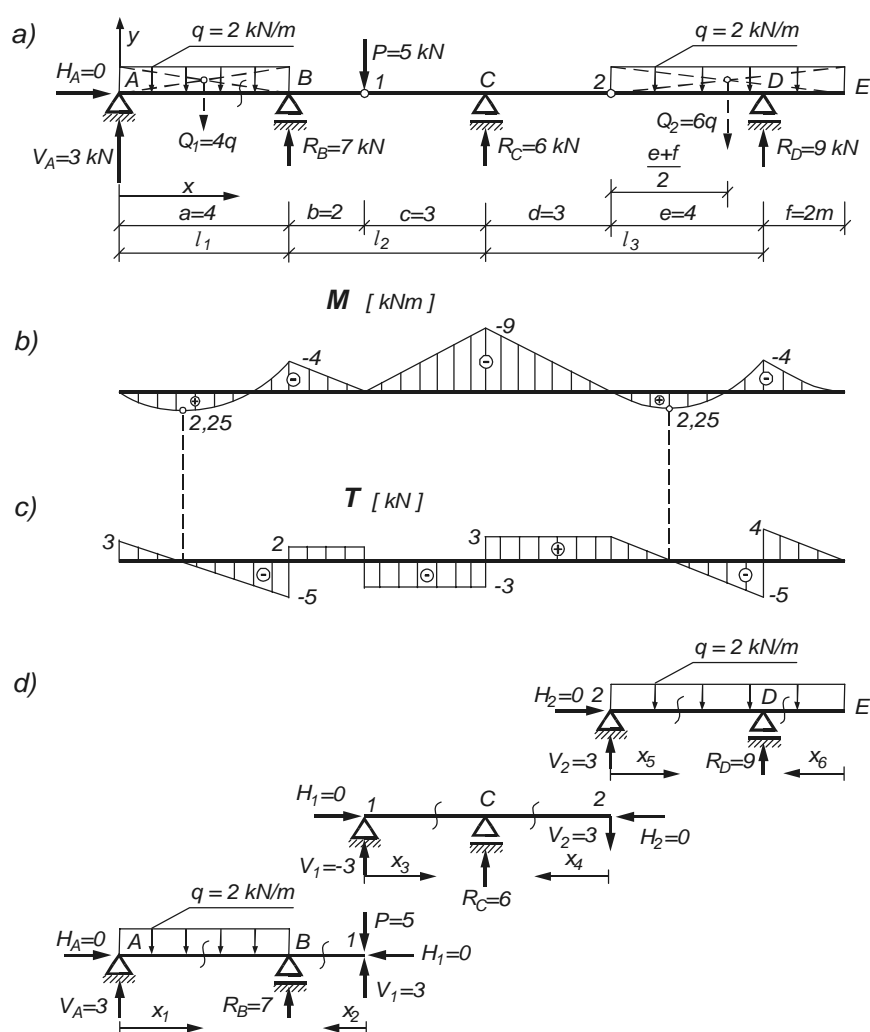 a)
y
q = 2 kN/m
P=5 kN
q = 2 kN/m
H_A=0
A
B
1
C
2
D
E
Q_1=4q
Q_2=6q
V_A=3 kN
R_B=7 kN
R_C=6 kN
R_D=9 kN
e+f
2
x
a=4
b=2
c=3
d=3
e=4
f=2m
l_1
l_2
l_3
M [ kNm ]
b)
-9
-4
-4
+
-
-
+
-
2,25
2,25
T [ kN ]
c)
3
2
3
4
+
-
-
-
-5
-3
-5
q = 2 kN/m
d)
H_2=0
2
D
E
V_2=3
x_5
R_D=9
x_6
H_1=0
1
C
2
V_1=-3
x_3
V_2=3
x_4
H_2=0
R_C=6
q = 2 kN/m
P=5
H_A=0
A
B
1
H_1=0
V_A=3
x_1
R_B=7
x_2
V_1=3